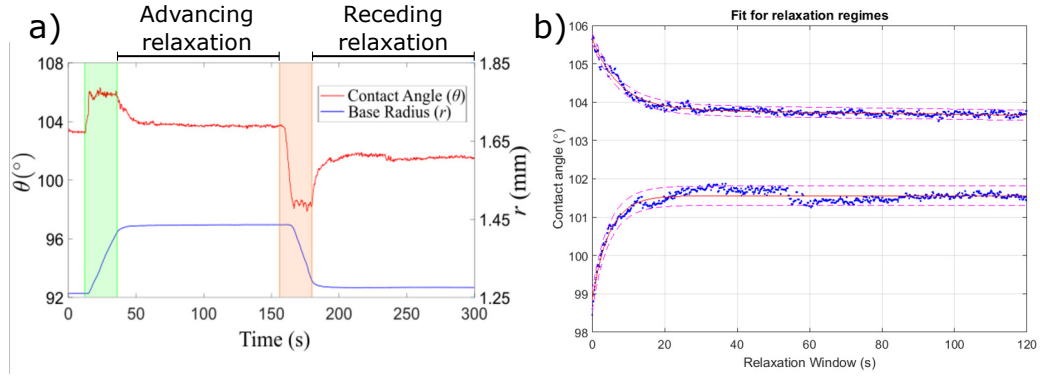 a)
Advancing
relaxation
Receding
relaxation
108
104
100
96
92
θ(°)
0
50
100
150
200
250
300
Time (s)
1.85
1.65
1.45
1.25
r (mm)
Contact Angle (θ)
Base Radius (r)
b)
Fit for relaxation regimes
106
105
104
103
102
101
100
99
98
Contact angle (°)
0
20
40
60
80
100
120
Relaxation Window (s)